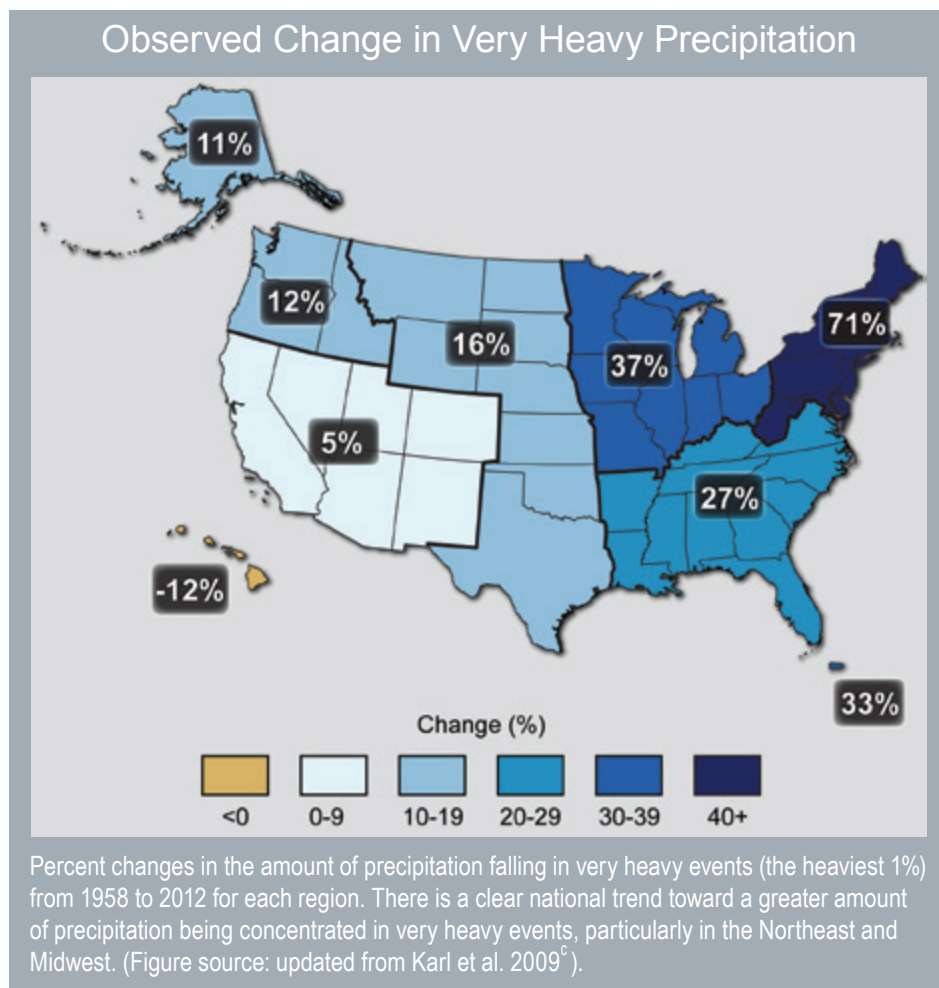 Observed Change in Very Heavy Precipitation
11%
12%
16%
37%
71%
5%
27%
-12%
33%
Change (%)
<0 0-9 10-19 20-29 30-39 40+
Percent changes in the amount of precipitation falling in very heavy events (the heaviest 1%)
from 1958 to 2012 for each region. There is a clear national trend toward a greater amount
of precipitation being concentrated in very heavy events, particularly in the Northeast and
Midwest. (Figure source: updated from Karl et al. 2009c).